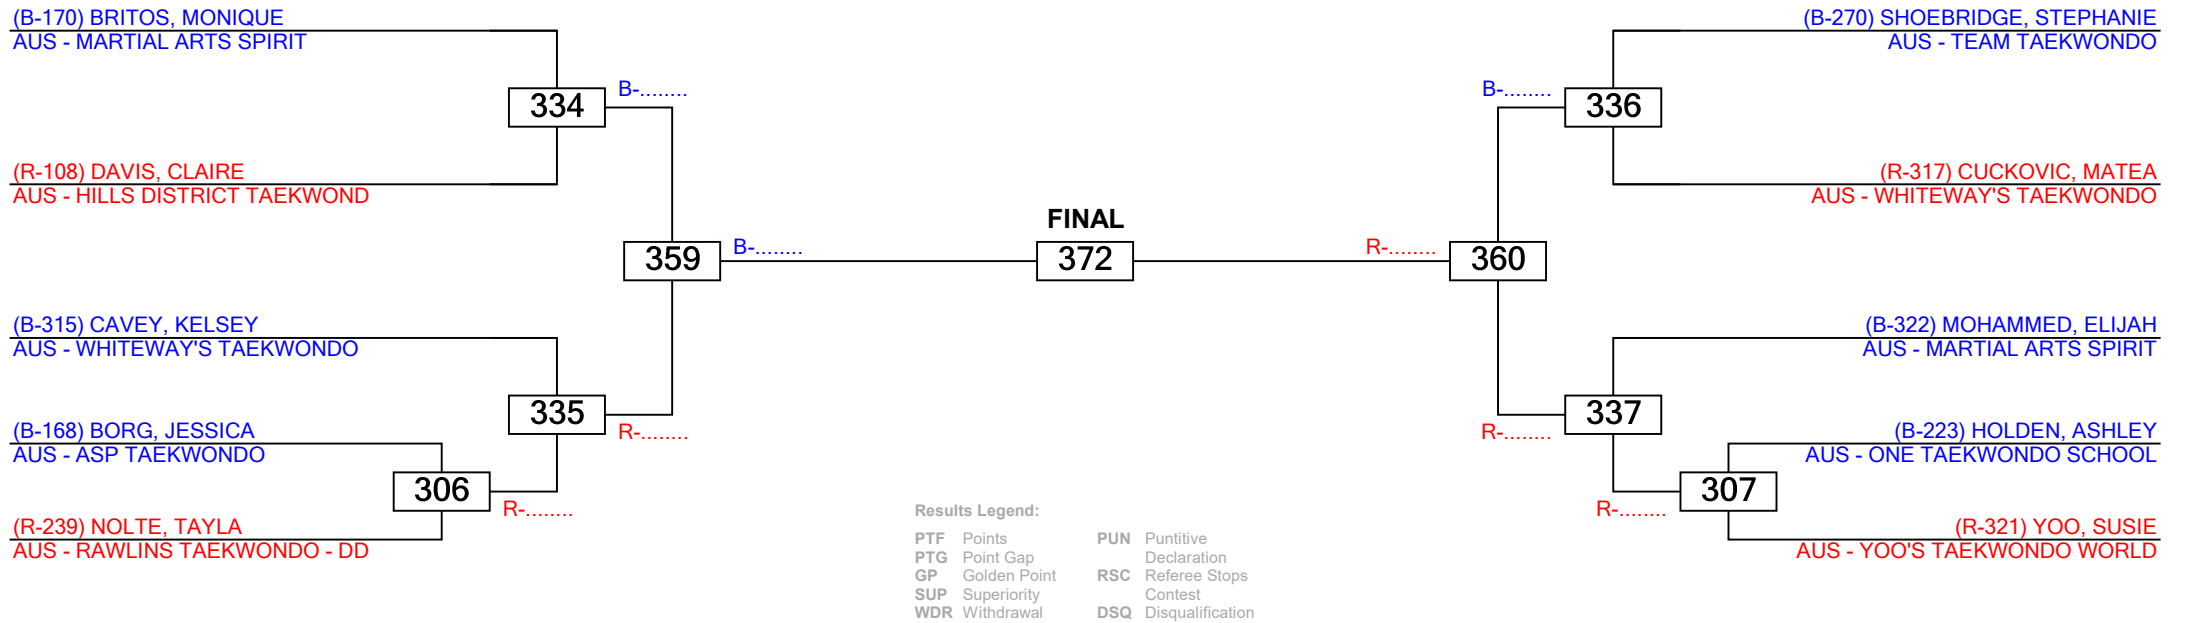 (B-170) BRITOS, MONIQUE
AUS - MARTIAL ARTS SPIRIT
(R-108) DAVIS, CLAIRE
AUS - HILLS DISTRICT TAEKWOND
(B-315) CAVEY, KELSEY
AUS - WHITEWAY'S TAEKWONDO
(B-168) BORG, JESSICA
AUS - ASP TAEKWONDO
(R-239) NOLTE, TAYLA
AUS - RAWLINS TAEKWONDO - DD
306
R-........
334
B-........
335
R-........
359
B-........
FINAL
372
R-........
360
B-........
336
R-........
337
R-........
307
(B-270) SHOEBRIDGE, STEPHANIE
AUS - TEAM TAEKWONDO
(R-317) CUCKOVIC, MATEA
AUS - WHITEWAY'S TAEKWONDO
(B-322) MOHAMMED, ELIJAH
AUS - MARTIAL ARTS SPIRIT
(B-223) HOLDEN, ASHLEY
AUS - ONE TAEKWONDO SCHOOL
(R-321) YOO, SUSIE
AUS - YOO'S TAEKWONDO WORLD
Results Legend:
PTF Points
PTG Point Gap
GP Golden Point
SUP Superiority
WDR Withdrawal
PUN Puntitive
Declaration
RSC Referee Stops
Contest
DSQ Disqualification